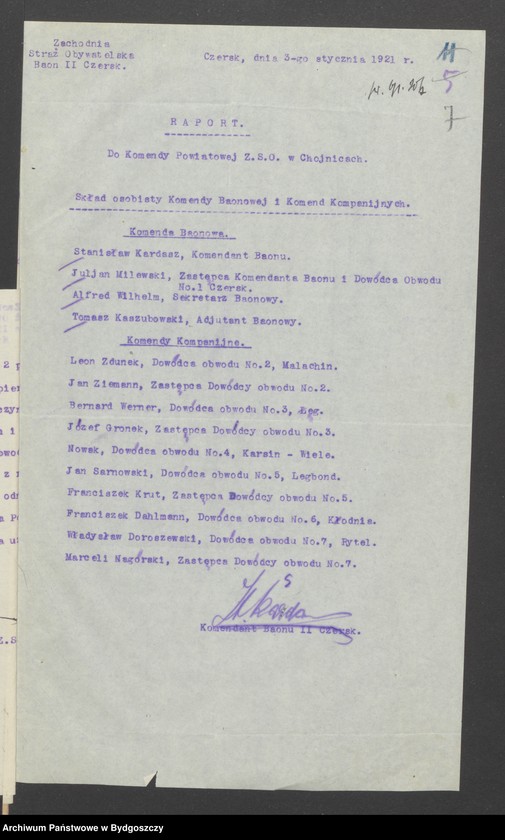 Zachodnia
Straż Obywatelska
Baon II Czersk.
Czersk, dnia 3-go stycznia 1921 r.
11
5
7
RAPORT.
Do Komendy Powiatowej Z.S.O. w Chojnicach.
Skład osobisty Komendy Baonowej i Komend Kompanijnych.
Komenda Baonowa.
Stanisław Kardasz, Komendant Baonu.
Juljan Milewski, Zastępca Komendanta Baonu i Dowódca Obwodu
No.1 Czersk.
Alfred Wilhelm, Sekretarz Baonowy.
Tomasz Kaszubowski, Adjutant Baonowy.
Komendy Kompanijne.
Leon Zdunek, Dowódca obwodu No.2, Malachin.
Jan Ziemann, Zastępca Dowódcy obwodu No.2.
Bernard Werner, Dowódca obwodu No.3, Łęg.
Józef Gronek, Zastępca Dowódcy obwodu No.3.
Nowak, Dowódca obwodu No.4, Karsin - Wiele.
Jan Sarnowski, Dowódca obwodu No.5, Legbond.
Franciszek Krut, Zastępca Dowódcy obwodu No.5.
Franciszek Dahlmann, Dowódca obwodu No.6, Kłodnia.
Władysław Doroszewski, Dowódca obwodu No.7, Rytel.
Marceli Nagórski, Zastępca Dowódcy obwodu No.7.
Komendant Baonu II Czersk.
Archiwum Państwowe w Bydgoszczy